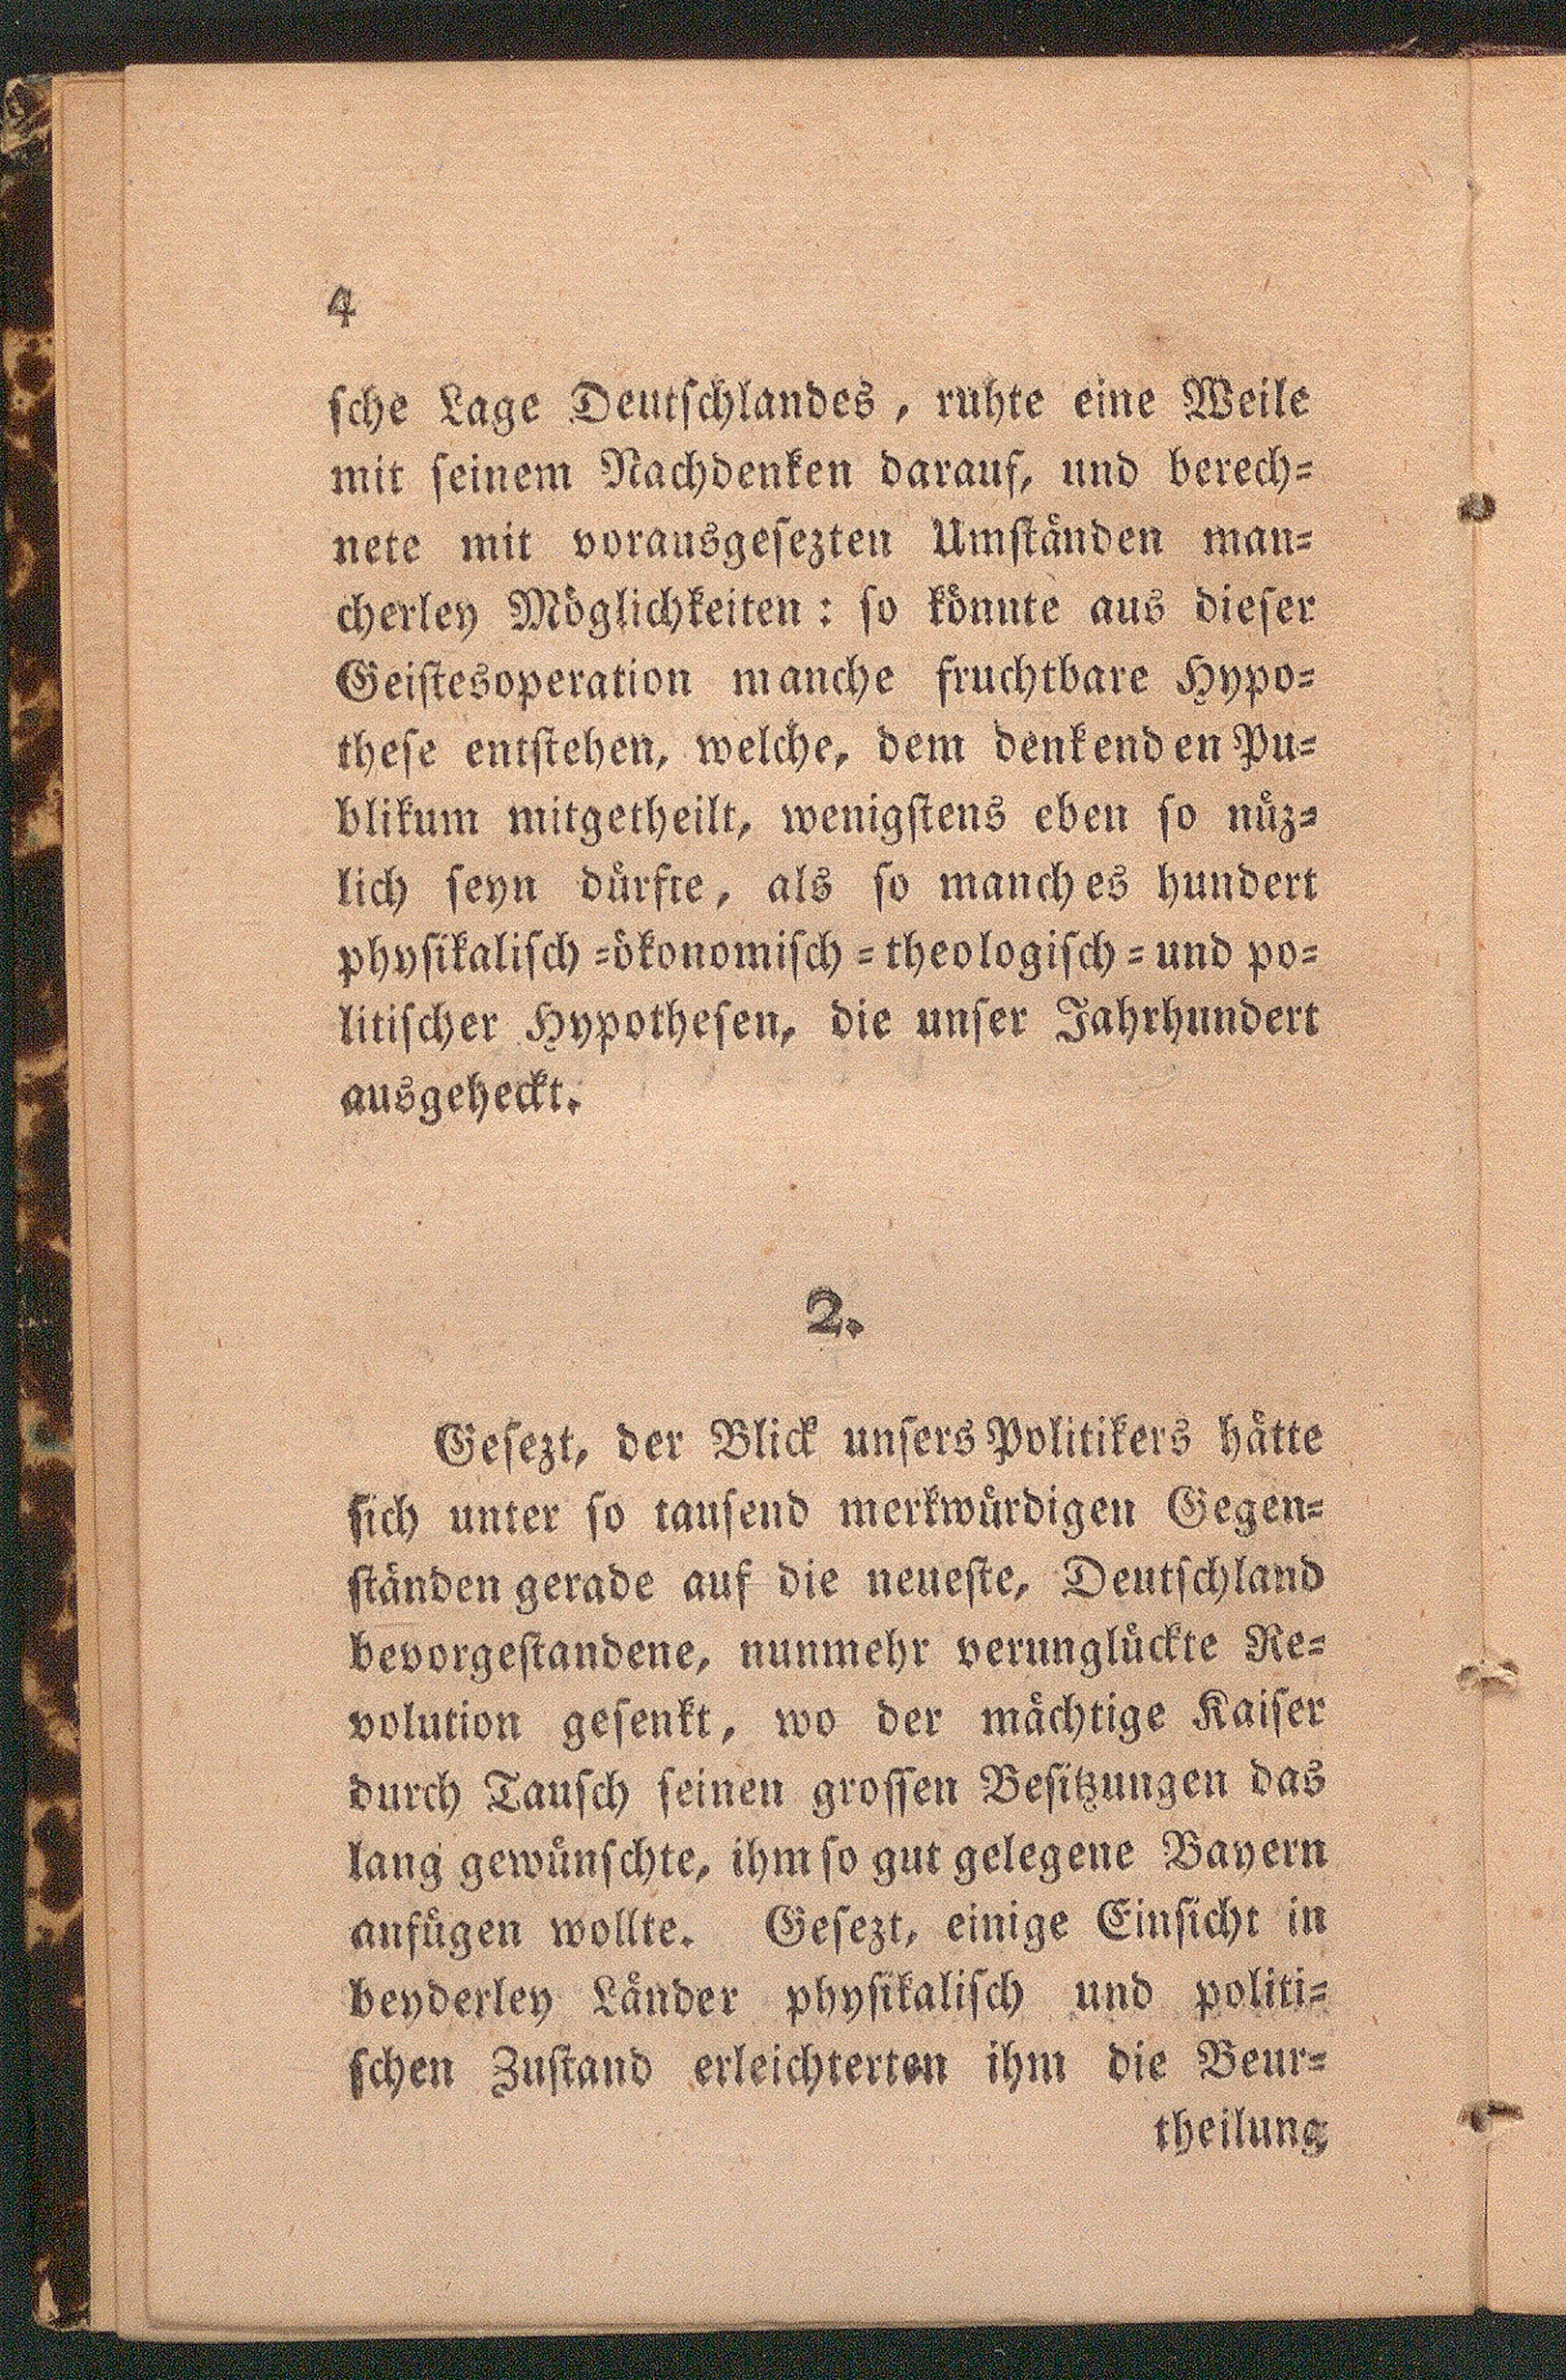 4
sche Lage Deutschlandes, ruhte eine Weile
mit seinem Nachdenken darauf, und berech-
nete mit vorausgesezten Umständen man-
cherley Möglichkeiten: so könnte aus dieser
Geistesoperation manche fruchtbare Hypo-
these entstehen, welche, dem denkenden Pu-
blikum mitgetheilt, wenigstens eben so nüz-
lich seyn dürfte, als so manches hundert
physikalisch-ökonomisch-theologisch-und po-
litischer Hypothesen, die unser Jahrhundert
ausgeheckt.
2.
Gesezt, der Blick unsers Politikers hätte
sich unter so tausend merkwürdigen Gegen-
ständen gerade auf die neueste, Deutschland
bevorgestandene, nunmehr verunglückte Re-
volution gesenkt, wo der mächtige Kaiser
durch Tausch seinen grossen Besitzungen das
lang gewünschte, ihm so gut gelegene Bayern
anfügen wollte. Gesezt, einige Einsicht in
beyderley Länder physikalisch und politi-
schen Zustand erleichterten ihm die Beur-
theilung